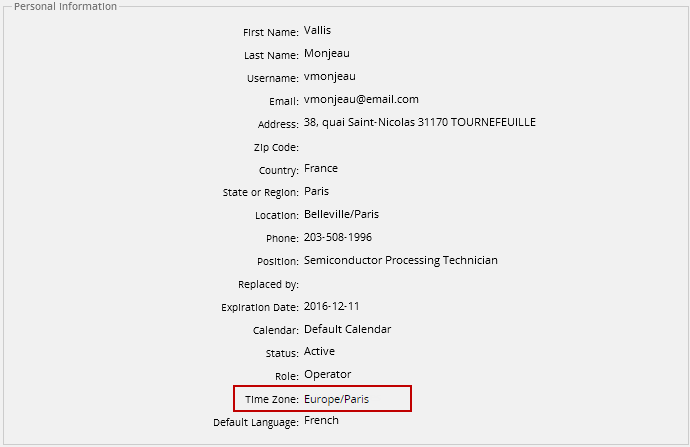 Personal Information
First Name: Vallis
Last Name: Monjeau
Username: vmonjeau
Email: vmonjeau@email.com
Address: 38, quai Saint-Nicolas 31170 TOURNEFEUILLE
Zip Code:
Country: France
State or Region: Paris
Location: Belleville/Paris
Phone: 203-508-1996
Position: Semiconductor Processing Technician
Replaced by:
Expiration Date: 2016-12-11
Calendar: Default Calendar
Status: Active
Role: Operator
Time Zone: Europe/Paris
Default Language: French